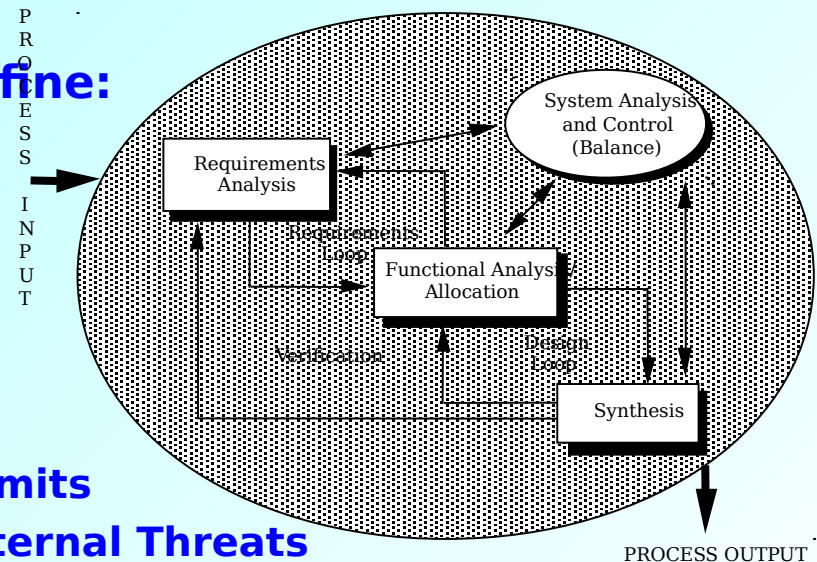 PROCESS INPUT
fine:
System Analysis
and Control
(Balance)
Requirements
Analysis
Requirements
Loop
Functional Analysis/
Allocation
Verification
Design
Loop
Synthesis
mits
ternal Threats
PROCESS OUTPUT